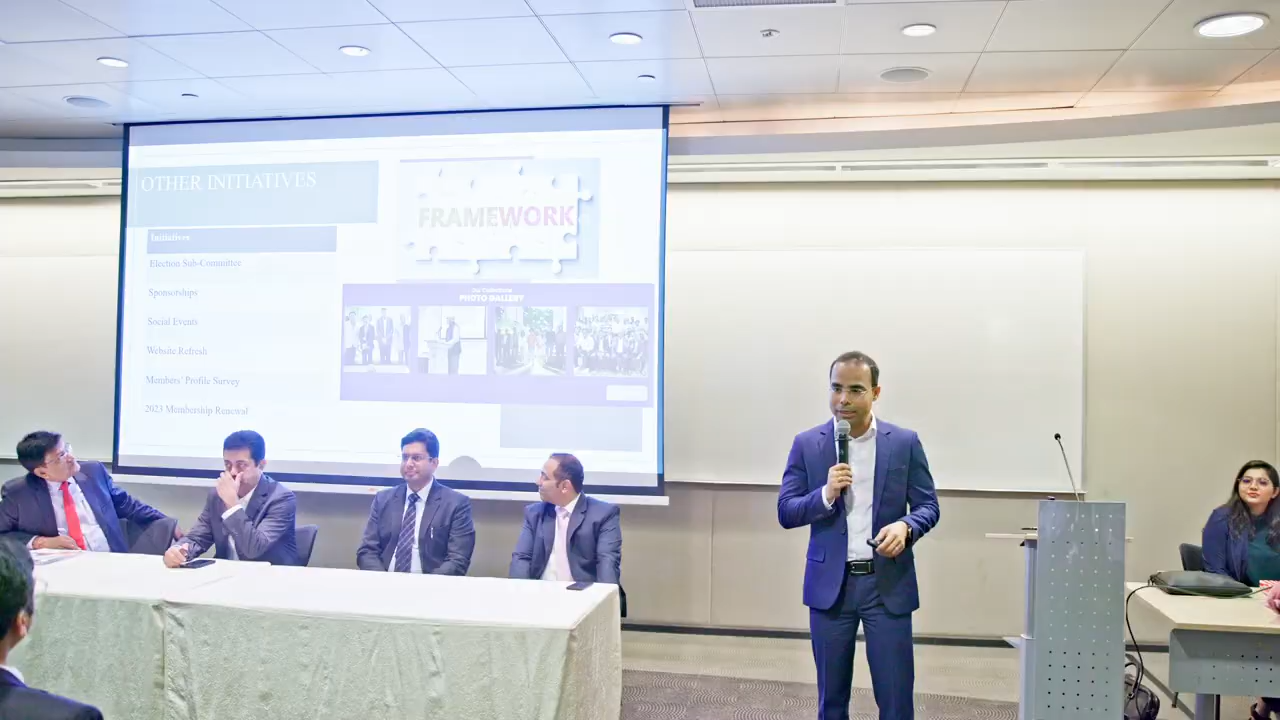 OTHER INITIATIVES
Initiatives
Election Sub-Committee
Sponsorships
Social Events
Website Refresh
Members' Profile Survey
2023 Membership Renewal
FRAMEWORK
PHOTO GALLERY